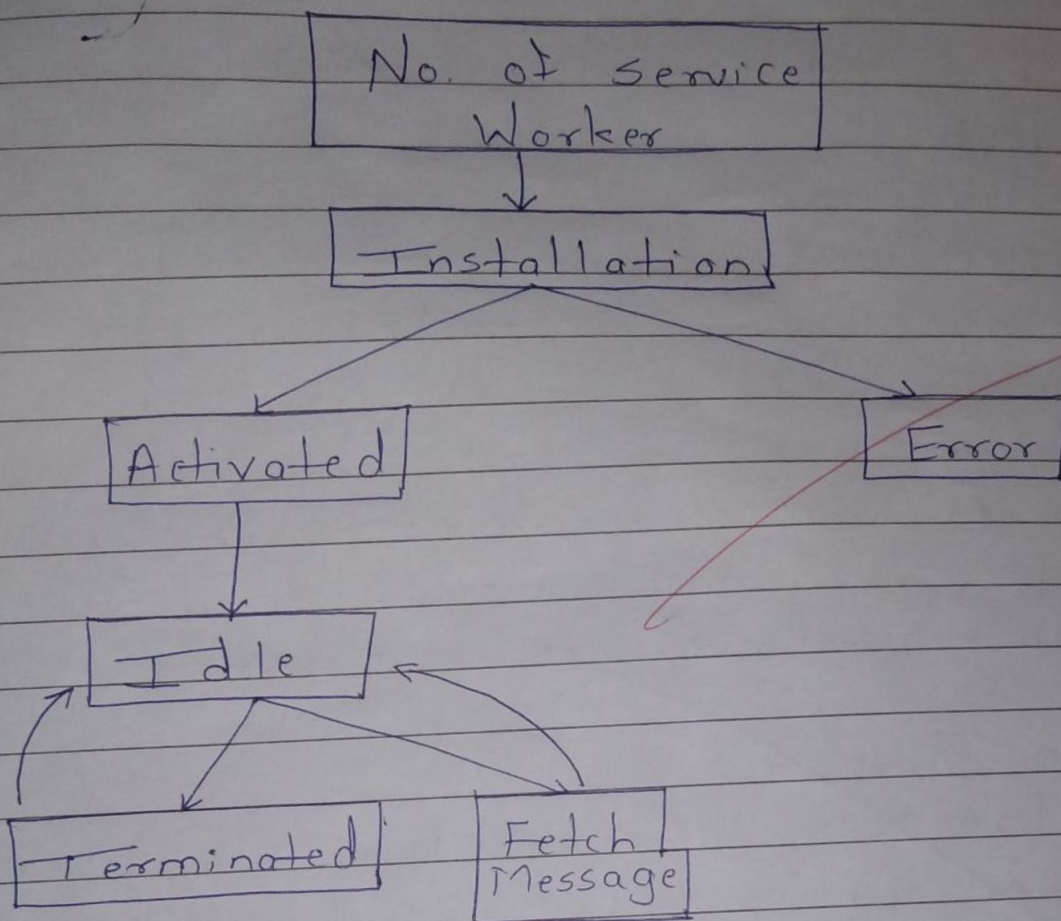 No. of service
Worker
Installation
Activated
Error
Idle
Terminated
Fetch
Message